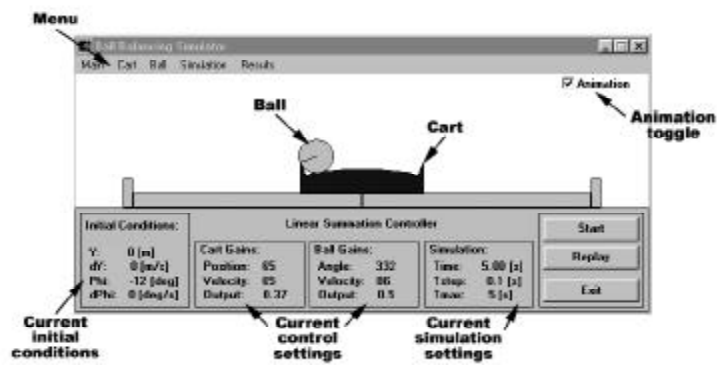 Menu
Ball Balancing Simulator
Main Cart Ball Simulation Results
Animation
Ball
Cart
Animation
toggle
Initial Conditions:
Y: 0 [m]
dY: 0 [m/s]
Phi: -12 [deg]
dPhi: 0 [deg/s]
Linear Summation Controller
Cart Gains:
Position: 65
Velocity:
Output: 0.37
Ball Gains:
Angle: 332
Velocity: 86
Output: 0.5
Simulation:
Time: 5.00 [s]
Tstep: 0.1 [s]
Tmax: 5 [s]
Start
Replay
Exit
Current
initial
conditions
Current
control
settings
Current
simulation
settings